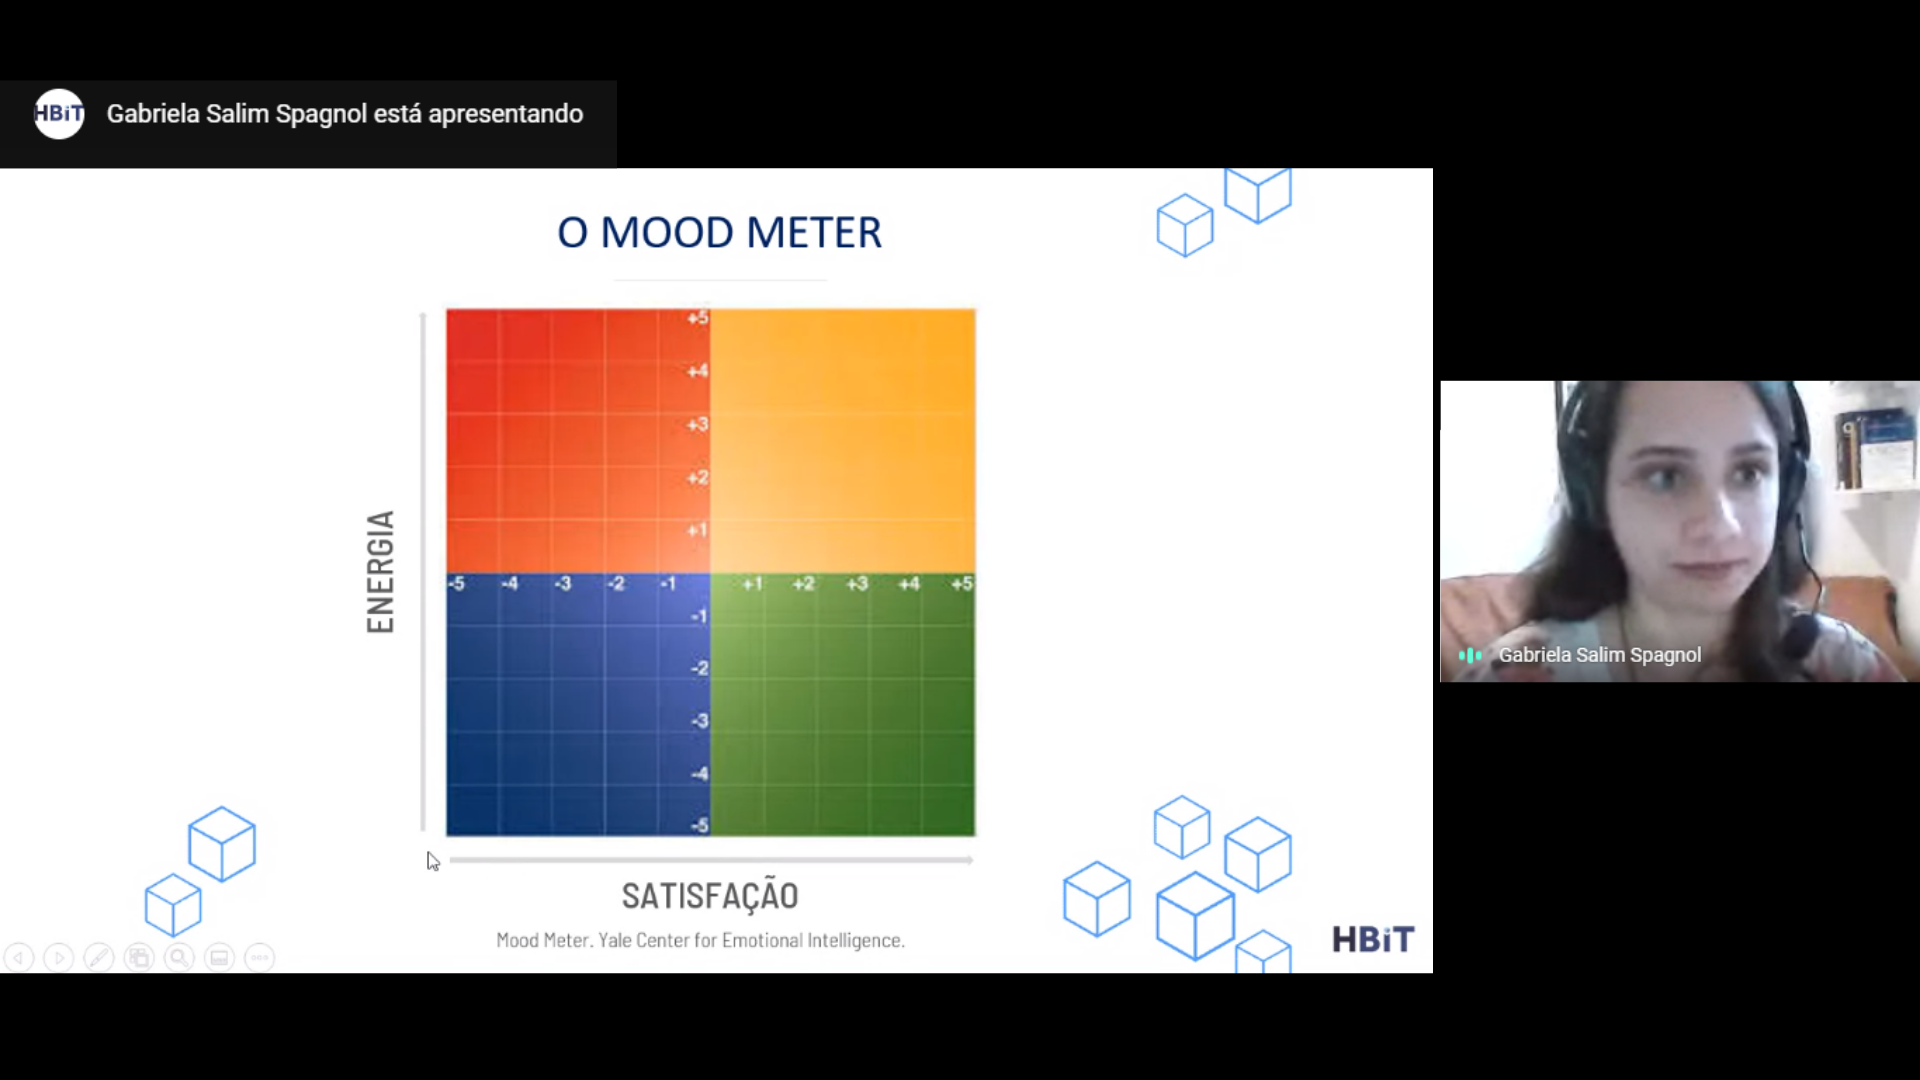 HBiT
Gabriela Salim Spagnol está apresentando
O MOOD METER
+5
+4
+3
+2
+1
-5 -4 -3 -2 -1 +1 +2 +3 +4 +5
-1
-2
-3
-4
-5
ENERGIA
SATISFAÇÃO
Mood Meter. Yale Center for Emotional Intelligence.
HBiT
Gabriela Salim Spagnol